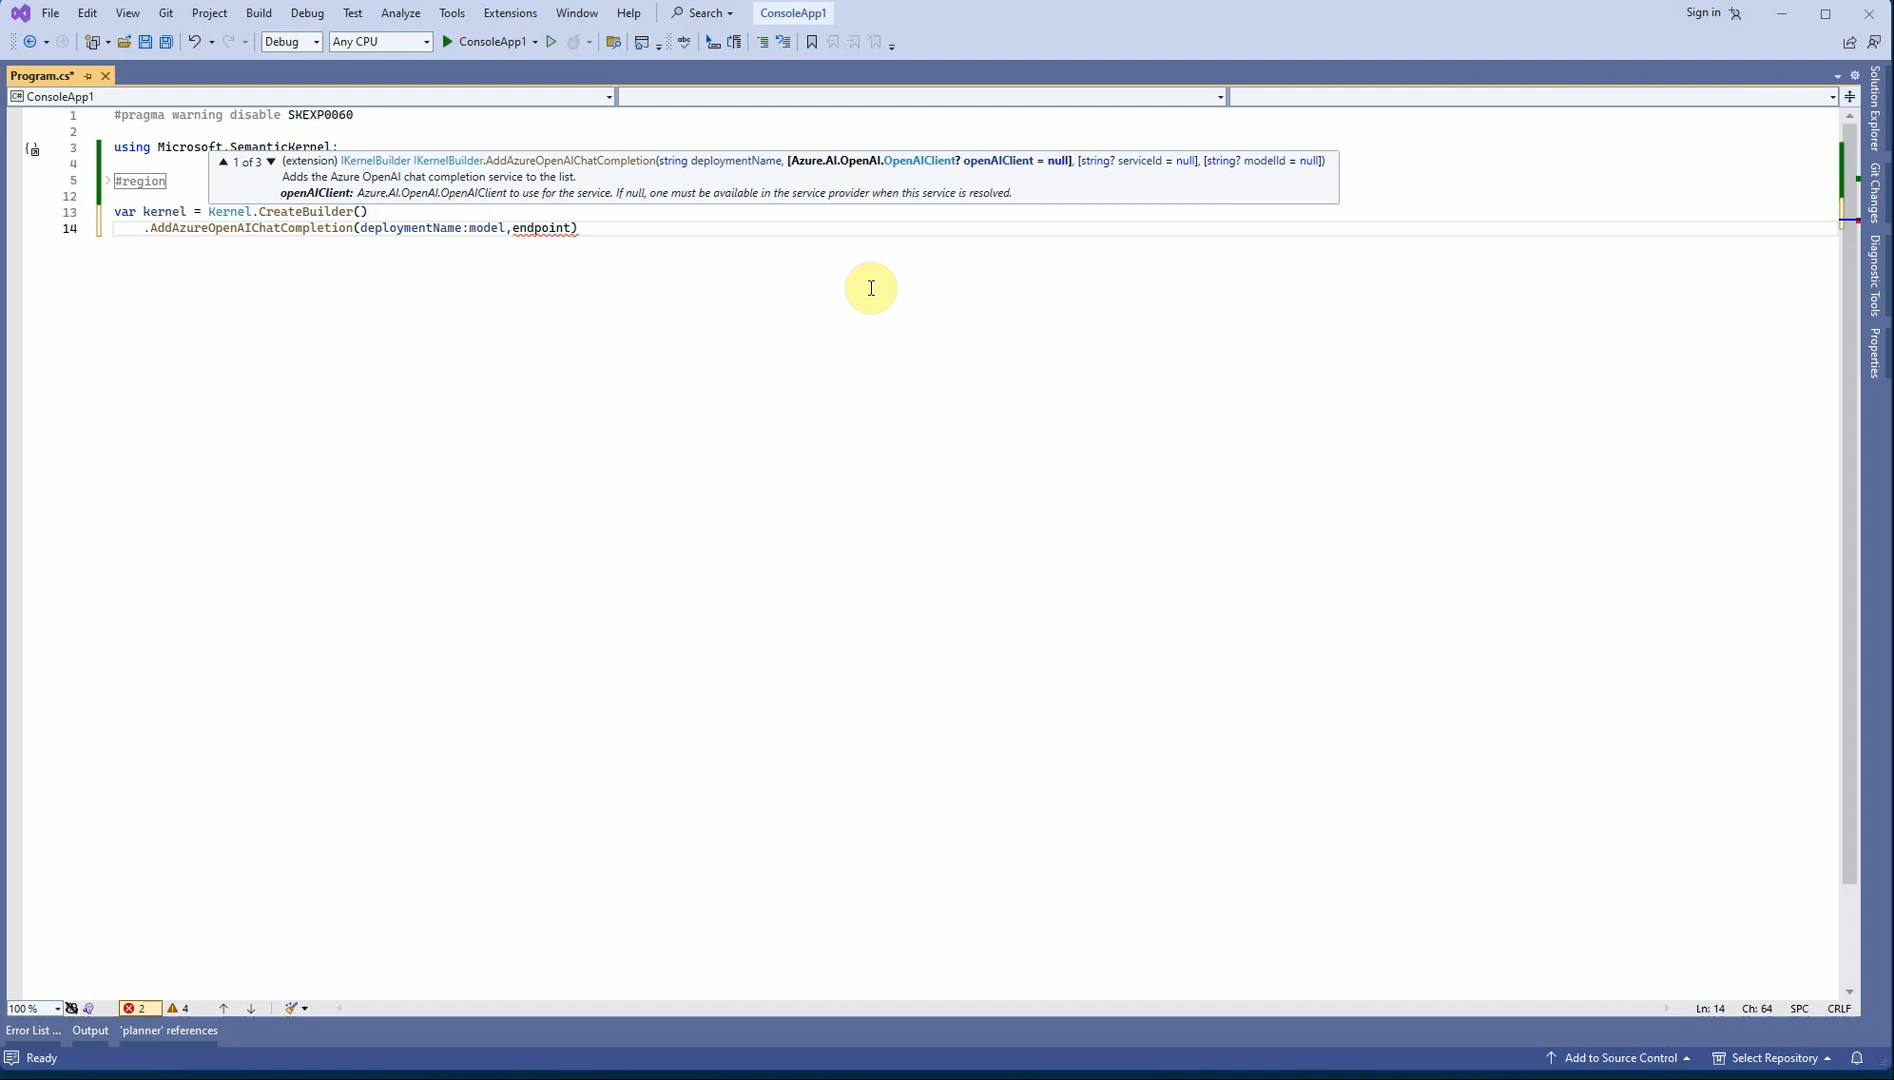 File Edit View Git Project Build Debug Test Analyze Tools Extensions Window Help Search ConsoleApp1 Sign in
Debug Any CPU ConsoleApp1
Program.cs*
ConsoleApp1
1 #pragma warning disable SKEXP0060
2
3 using Microsoft.SemanticKernel;
4
1 of 3 (extension) IKernelBuilder IKernelBuilder.AddAzureOpenAIChatCompletion(string deploymentName, [Azure.AI.OpenAI.OpenAIClient? openAIClient = null], [string? serviceId = null], [string? modelId = null])
Adds the Azure OpenAI chat completion service to the list.
openAIClient: Azure.AI.OpenAI.OpenAIClient to use for the service. If null, one must be available in the service provider when this service is resolved.
5 #region
12
13 var kernel = Kernel.CreateBuilder()
14 .AddAzureOpenAIChatCompletion(deploymentName:model,endpoint)
Solution Explorer
Git Changes
Diagnostic Tools
Properties
100 % 2 4 Ln: 14 Ch: 64 SPC CRLF
Error List ... Output 'planner' references
Ready Add to Source Control Select Repository